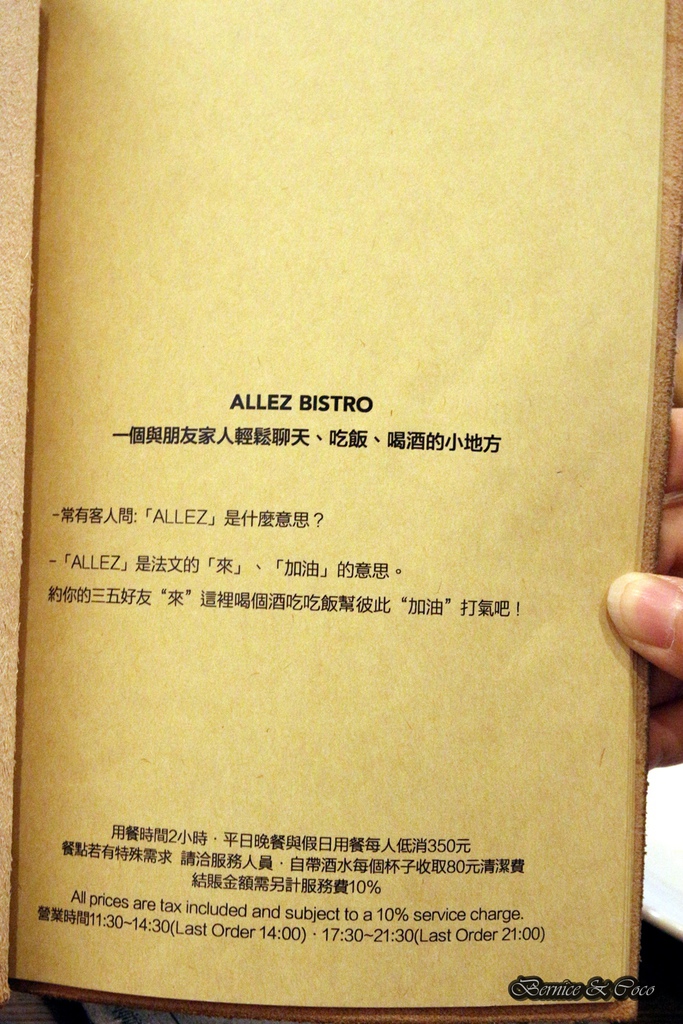 ALLEZ BISTRO
一個與朋友家人輕鬆聊天、吃飯、喝酒的小地方
-常有客人問:「ALLEZ」是什麼意思？
-「ALLEZ」是法文的「來」、「加油」的意思。
約你的三五好友“來”這裡喝個酒吃吃飯幫彼此“加油”打氣吧！
用餐時間2小時，平日晚餐與假日用餐每人低消350元
餐點若有特殊需求 請洽服務人員，自帶酒水每個杯子收取80元清潔費
結賬金額需另計服務費10%
All prices are tax included and subject to a 10% service charge.
營業時間11:30~14:30(Last Order 14:00)，17:30~21:30(Last Order 21:00)
Bernice & Coco